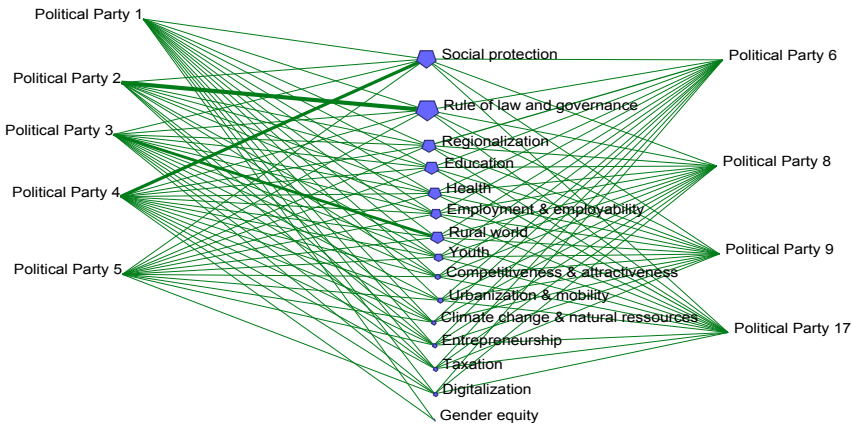 Political Party 1
Political Party 2
Political Party 3
Political Party 4
Political Party 5
Social protection
Rule of law and governance
Regionalization
Education
Health
Employment & employability
Rural world
Youth
Competitiveness & attractiveness
Urbanization & mobility
Climate change & natural ressources
Entrepreneurship
Taxation
Digitalization
Gender equity
Political Party 6
Political Party 8
Political Party 9
Political Party 17